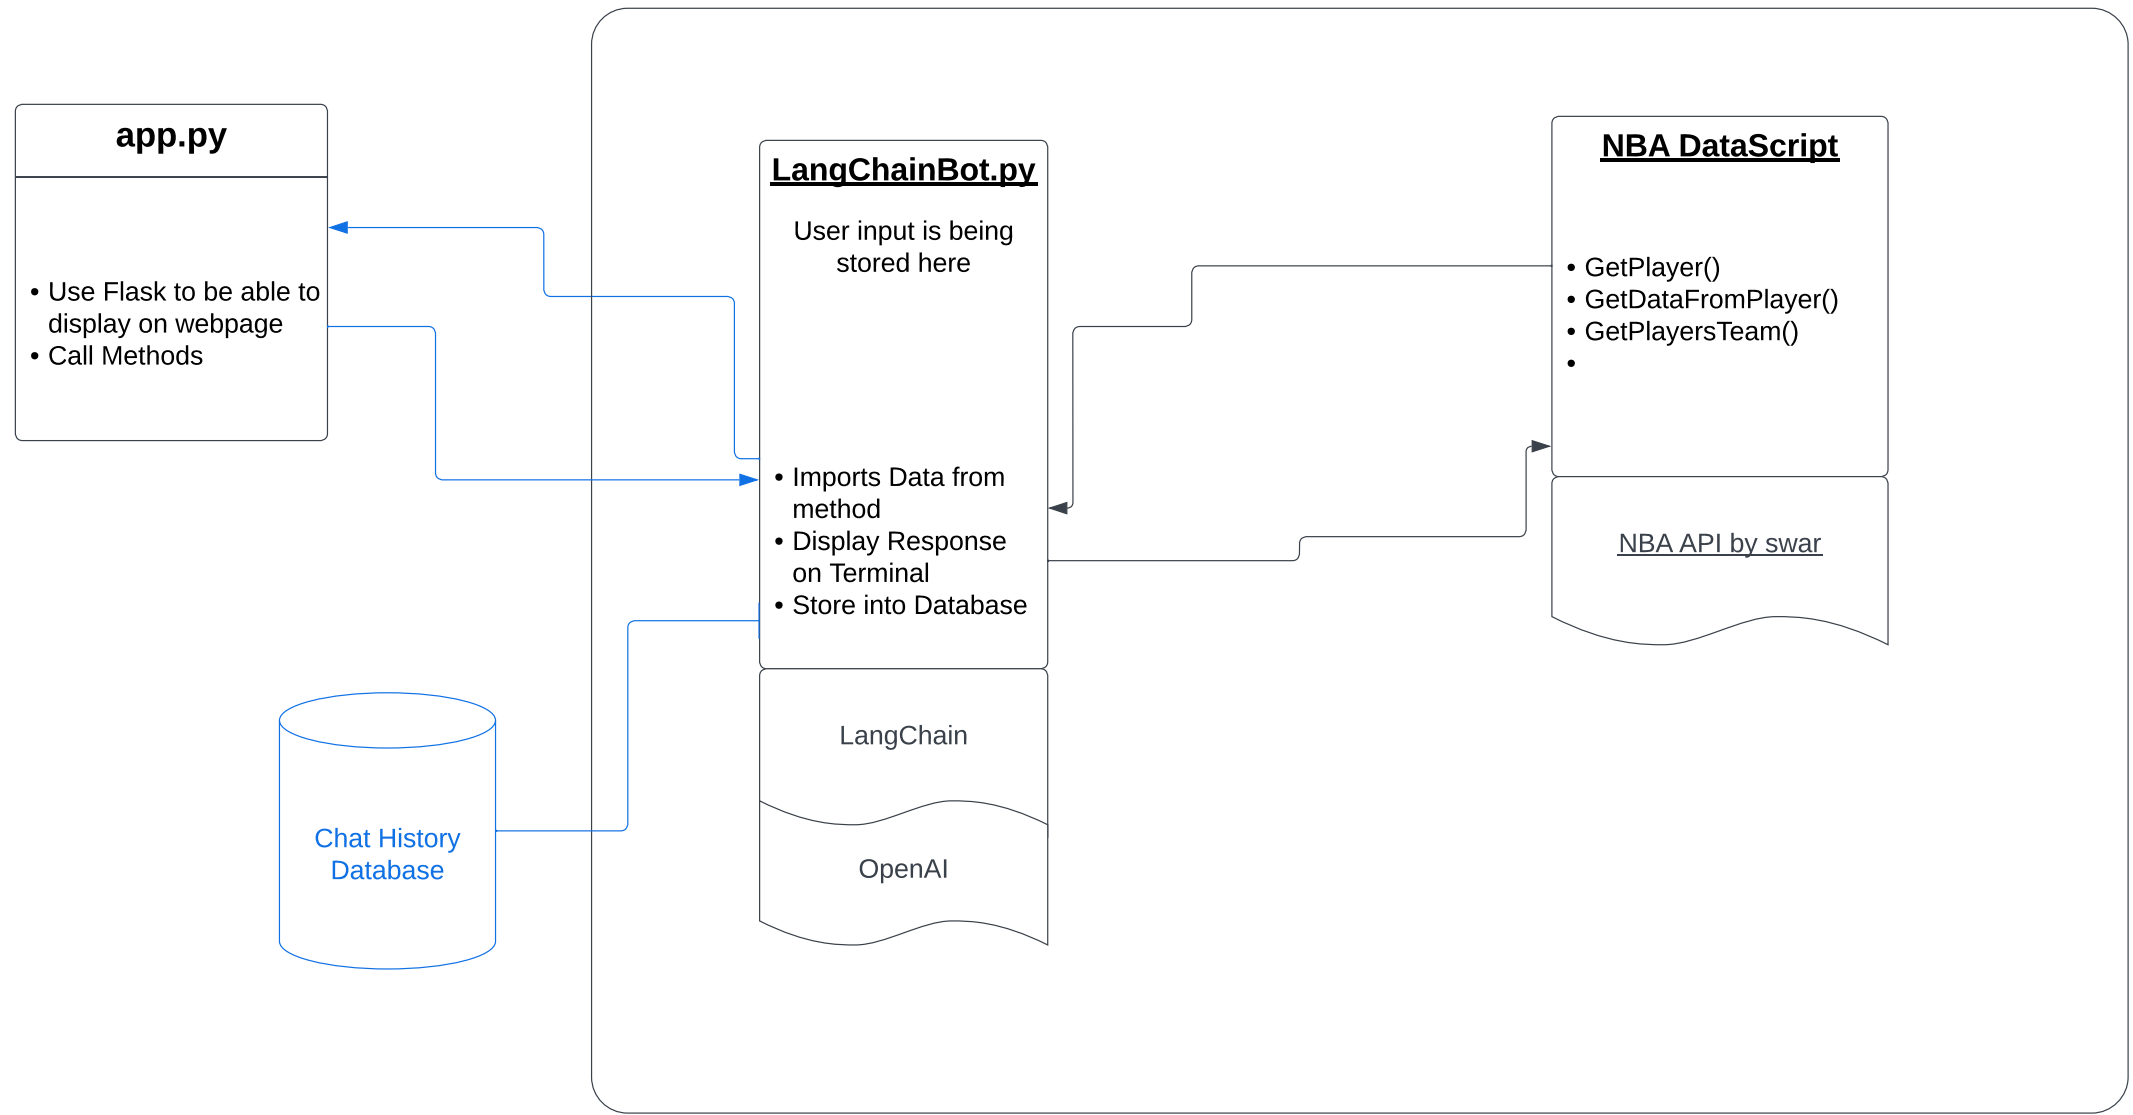 app.py
• Use Flask to be able to
display on webpage
• Call Methods
LangChainBot.py
User input is being
stored here
• Imports Data from
method
• Display Response
on Terminal
• Store into Database
LangChain
OpenAI
NBA DataScript
• GetPlayer()
• GetDataFromPlayer()
• GetPlayersTeam()
•
NBA API by swar
Chat History
Database